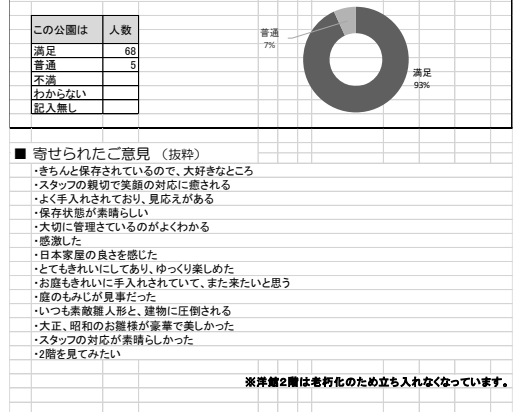 この公園は 人数
満足 68
普通 5
不満
わからない
記入無し
普通
7%
満足
93%
■ 寄せられたご意見 （抜粋）
・きちんと保存されているので、大好きなところ
・スタッフの親切で笑顔の対応に癒される
・よく手入れされており、見応えがある
・保存状態が素晴らしい
・大切に管理さているのがよくわかる
・感激した
・日本家屋の良さを感じた
・とてもきれいにしてあり、ゆっくり楽しめた
・お庭もきれいに手入れされていて、また来たいと思う
・庭のもみじが見事だった
・いつも素敵雛人形と、建物に圧倒される
・大正、昭和のお雛様が豪華で美しかった
・スタッフの対応が素晴らしかった
・2階を見てみたい
※洋館2階は老朽化のため立ち入れなくなっています。